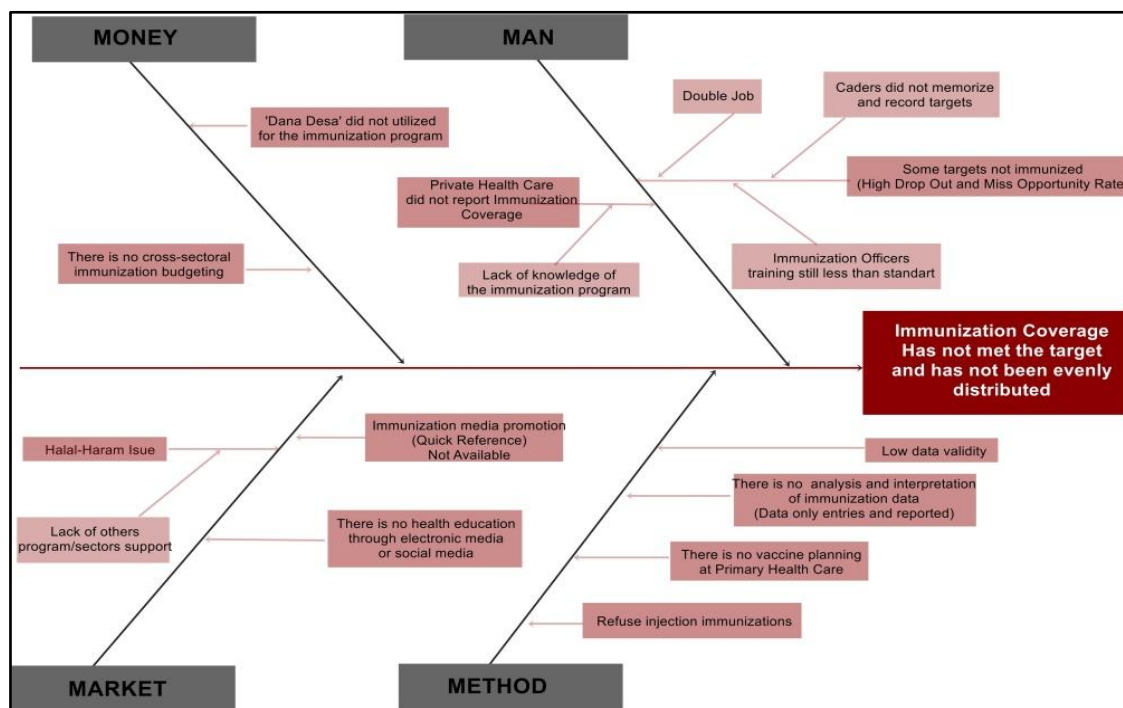 MONEY
MAN
Double Job
Caders did not memorize
and record targets
'Dana Desa' did not utilized
for the immunization program
Some targets not immunized
(High Drop Out and Miss Opportunity Rate
Private Health Care
did not report Immunization
Coverage
There is no cross-sectoral
immunization budgeting
Lack of knowledge of
the immunization program
Immunization Officers
training still less than standart
Immunization Coverage
Has not met the target
and has not been evenly
distributed
Halal-Haram Isue
Immunization media promotion
(Quick Reference)
Not Available
Low data validity
There is no analysis and interpretation
of immunization data
(Data only entries and reported)
Lack of others
program/sectors support
There is no health education
through electronic media
or social media
There is no vaccine planning
at Primary Health Care
Refuse injection immunizations
MARKET
METHOD